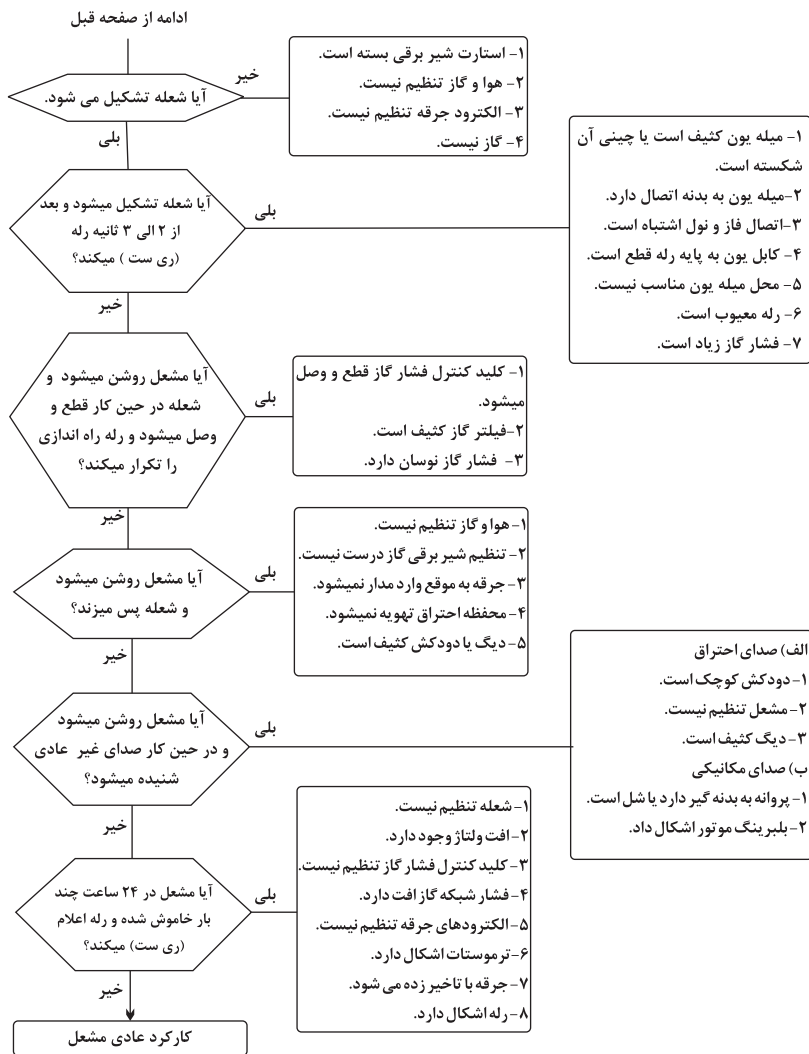 ادامه از صفحه قبل
آیا شعله تشکیل می شود.
خیر
۱- استارت شیر برقی بسته است.
۲- هوا و گاز تنظیم نیست.
۳- الکترود جرقه تنظیم نیست.
۴- گاز نیست.
بلی
آیا شعله تشکیل میشود و بعد
از ۲ الی ۳ ثانیه رله
(ری ست ) میکند؟
بلی
۱- میله یون کثیف است یا چینی آن
شکسته است.
۲-میله یون به بدنه اتصال دارد.
۳-اتصال فاز و نول اشتباه است.
۴- کابل یون به پایه رله قطع است.
۵- محل میله یون مناسب نیست.
۶- رله معیوب است.
۷- فشار گاز زیاد است.
خیر
آیا مشعل روشن میشود و
شعله در حین کار قطع و
وصل میشود و رله راه اندازی
را تکرار میکند؟
بلی
۱- کلید کنترل فشار گاز قطع و وصل
میشود.
۲-فیلتر گاز کثیف است.
۳- فشار گاز نوسان دارد.
خیر
آیا مشعل روشن میشود
و شعله پس میزند؟
بلی
۱- هوا و گاز تنظیم نیست.
۲- تنظیم شیر برقی گاز درست نیست.
۳- جرقه به موقع وارد مدار نمیشود.
۴- محفظه احتراق تهویه نمیشود.
۵- دیگ یا دودکش کثیف است.
خیر
آیا مشعل روشن میشود
و در حین کار صدای غیر عادی
شنیده میشود؟
بلی
الف) صدای احتراق
۱- دودکش کوچک است.
۲- مشعل تنظیم نیست.
۳- دیگ کثیف است.
ب) صدای مکانیکی
۱- پروانه به بدنه گیر دارد یا شل است.
۲- بلبرینگ موتور اشکال داد.
خیر
آیا مشعل در ۲۴ ساعت چند
بار خاموش شده و رله اعلام
(ری ست) میکند؟
بلی
۱- شعله تنظیم نیست.
۲- افت ولتاژ وجود دارد.
۳- کلید کنترل فشار گاز تنظیم نیست.
۴- فشار شبکه گاز افت دارد.
۵- الکترودهای جرقه تنظیم نیست.
۶- ترموستات اشکال دارد.
۷- جرقه با تاخیر زده می شود.
۸- رله اشکال دارد.
خیر
کارکرد عادی مشعل